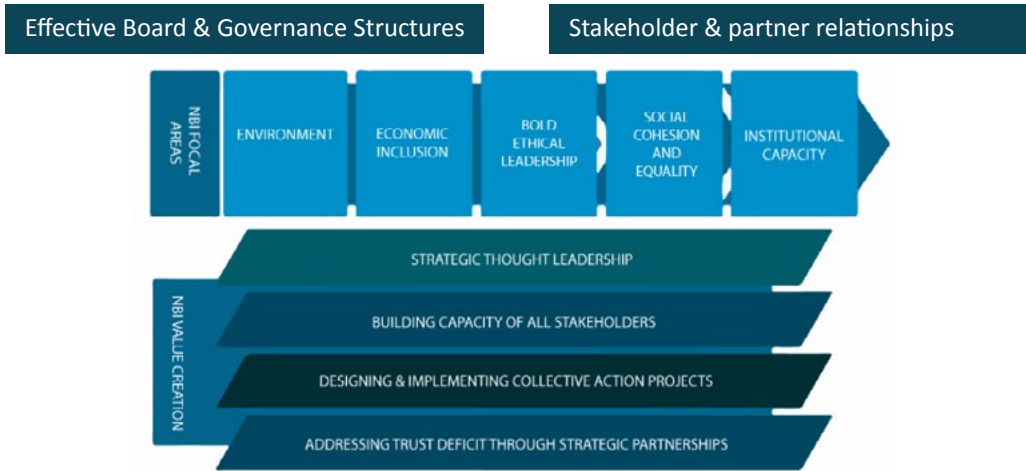 Effective Board & Governance Structures
Stakeholder & partner relationships
NBI FOCAL
AREAS
ENVIRONMENT
ECONOMIC
INCLUSION
BOLD
ETHICAL
LEADERSHIP
SOCIAL
COHESION
AND
EQUALITY
INSTITUTIONAL
CAPACITY
NBI VALUE CREATION
STRATEGIC THOUGHT LEADERSHIP
BUILDING CAPACITY OF ALL STAKEHOLDERS
DESIGNING & IMPLEMENTING COLLECTIVE ACTION PROJECTS
ADDRESSING TRUST DEFICIT THROUGH STRATEGIC PARTNERSHIPS